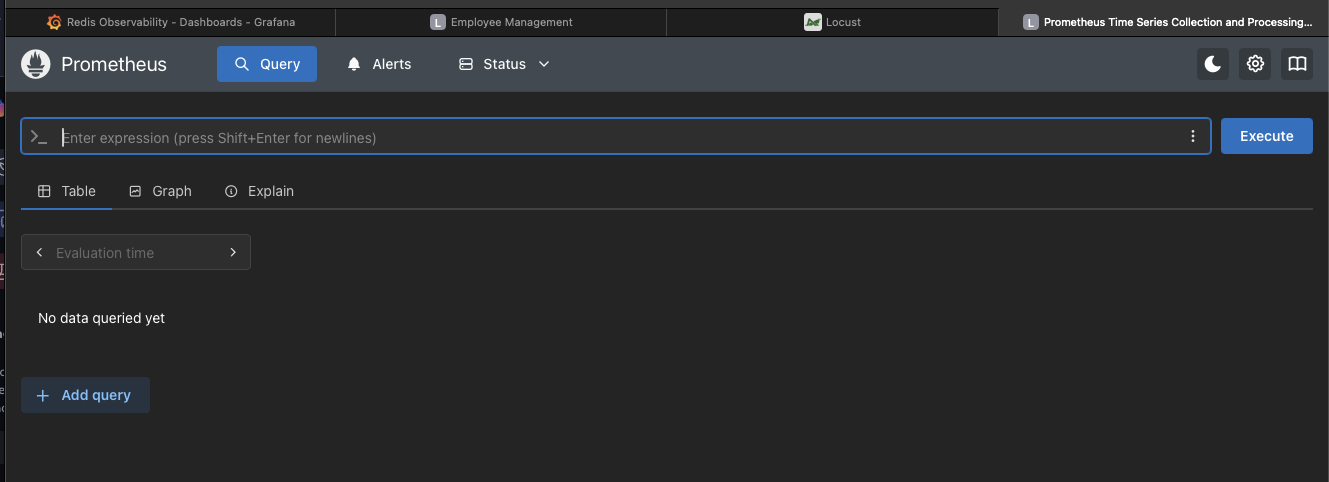 Redis Observability - Dashboards - Grafana
L Employee Management
Locust
L Prometheus Time Series Collection and Processing...
Prometheus
Query
Alerts
Status
>_ Enter expression (press Shift+Enter for newlines)
Execute
Table
Graph
Explain
Evaluation time
No data queried yet
+ Add query